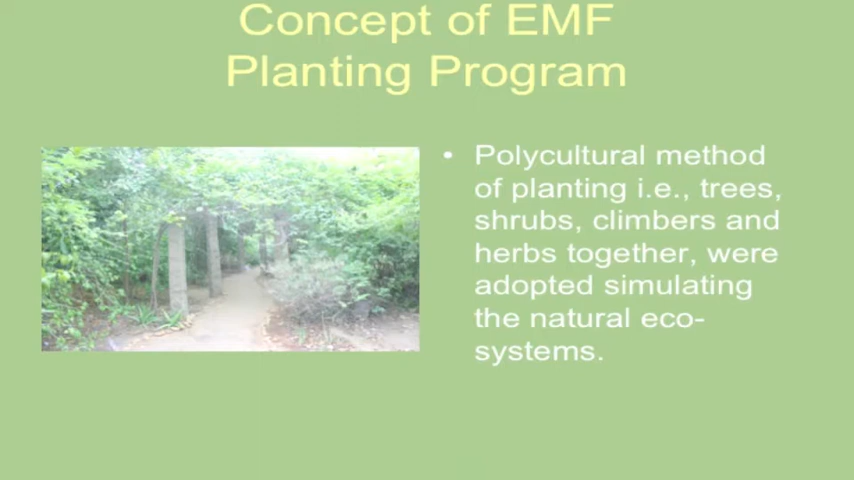 Concept of EMF
Planting Program
• Polycultural method
of planting i.e., trees,
shrubs, climbers and
herbs together, were
adopted simulating
the natural eco-
systems.